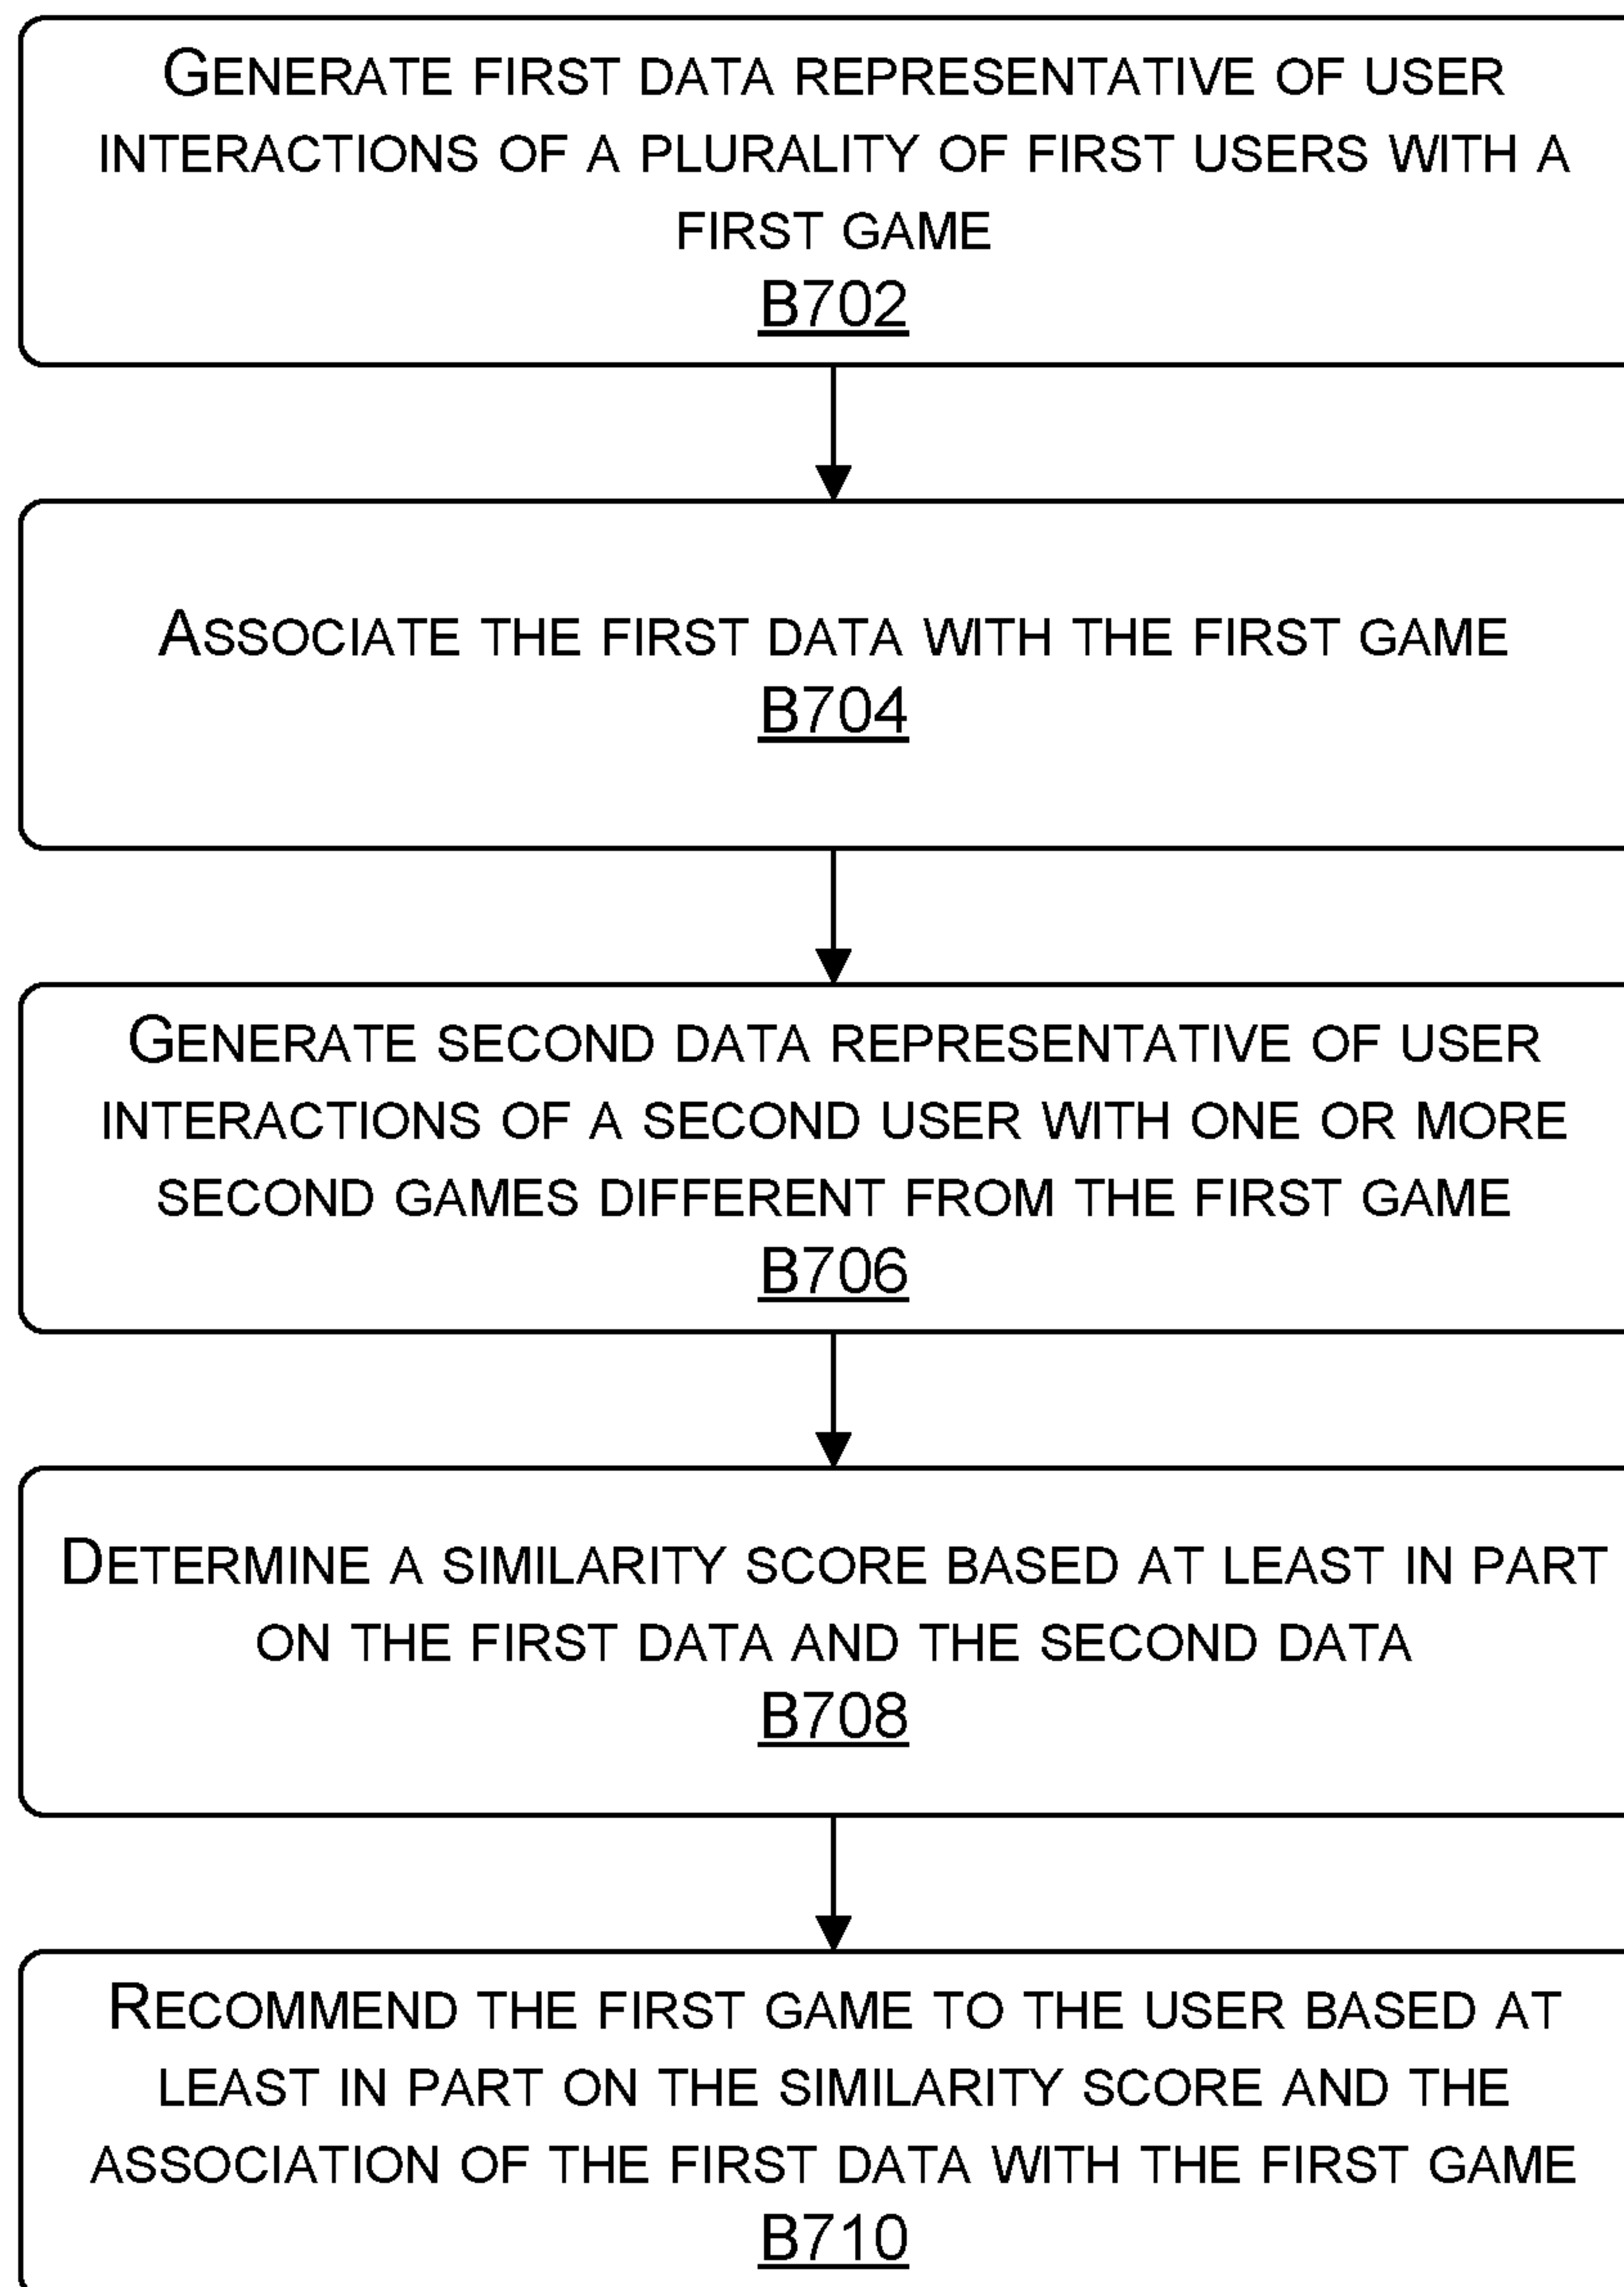 GENERATE FIRST DATA REPRESENTATIVE OF USER
INTERACTIONS OF A PLURALITY OF FIRST USERS WITH A
FIRST GAME
B702
ASSOCIATE THE FIRST DATA WITH THE FIRST GAME
B704
GENERATE SECOND DATA REPRESENTATIVE OF USER
INTERACTIONS OF A SECOND USER WITH ONE OR MORE
SECOND GAMES DIFFERENT FROM THE FIRST GAME
B706
DETERMINE A SIMILARITY SCORE BASED AT LEAST IN PART
ON THE FIRST DATA AND THE SECOND DATA
B708
RECOMMEND THE FIRST GAME TO THE USER BASED AT
LEAST IN PART ON THE SIMILARITY SCORE AND THE
ASSOCIATION OF THE FIRST DATA WITH THE FIRST GAME
B710